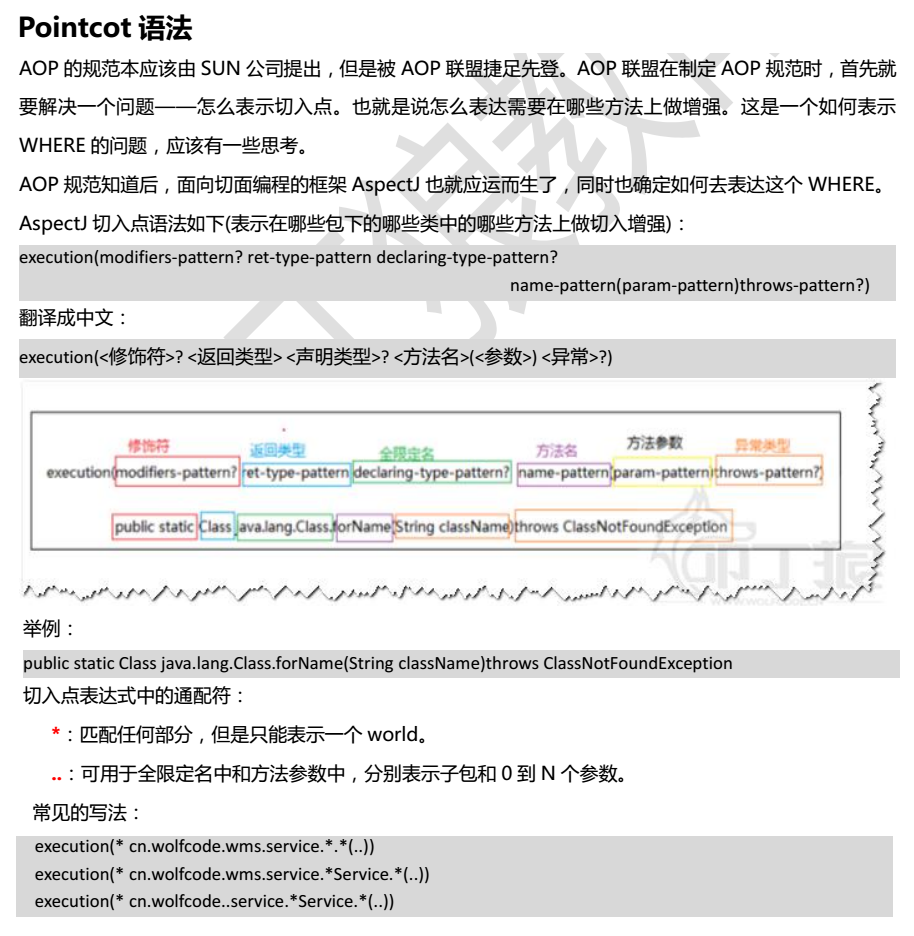 Pointcot 语法
AOP 的规范本应该由 SUN 公司提出，但是被 AOP 联盟捷足先登。AOP 联盟在制定 AOP 规范时，首先就
要解决一个问题——怎么表示切入点。也就是说怎么表达需要在哪些方法上做增强。这是一个如何表示
WHERE 的问题，应该有一些思考。
AOP 规范知道后，面向切面编程的框架 AspectJ 也就应运而生了，同时也确定如何去表达这个 WHERE。
AspectJ 切入点语法如下(表示在哪些包下的哪些类中的哪些方法上做切入增强)：
execution(modifiers-pattern? ret-type-pattern declaring-type-pattern?
name-pattern(param-pattern)throws-pattern?)
翻译成中文：
execution(<修饰符>? <返回类型> <声明类型>? <方法名>(<参数>) <异常>?)
修饰符 返回类型 全限定名 方法名 方法参数 异常类型
execution(modifiers-pattern? ret-type-pattern declaring-type-pattern? name-pattern(param-pattern)throws-pattern?)
public static Class java.lang.Class.forName(String className)throws ClassNotFoundException
叩丁狼
举例：
public static Class java.lang.Class.forName(String className)throws ClassNotFoundException
切入点表达式中的通配符：
*：匹配任何部分，但是只能表示一个 world。
..：可用于全限定名中和方法参数中，分别表示子包和 0 到 N 个参数。
常见的写法：
execution(* cn.wolfcode.wms.service.*.*(..))
execution(* cn.wolfcode.wms.service.*Service.*(..))
execution(* cn.wolfcode..service.*Service.*(..))